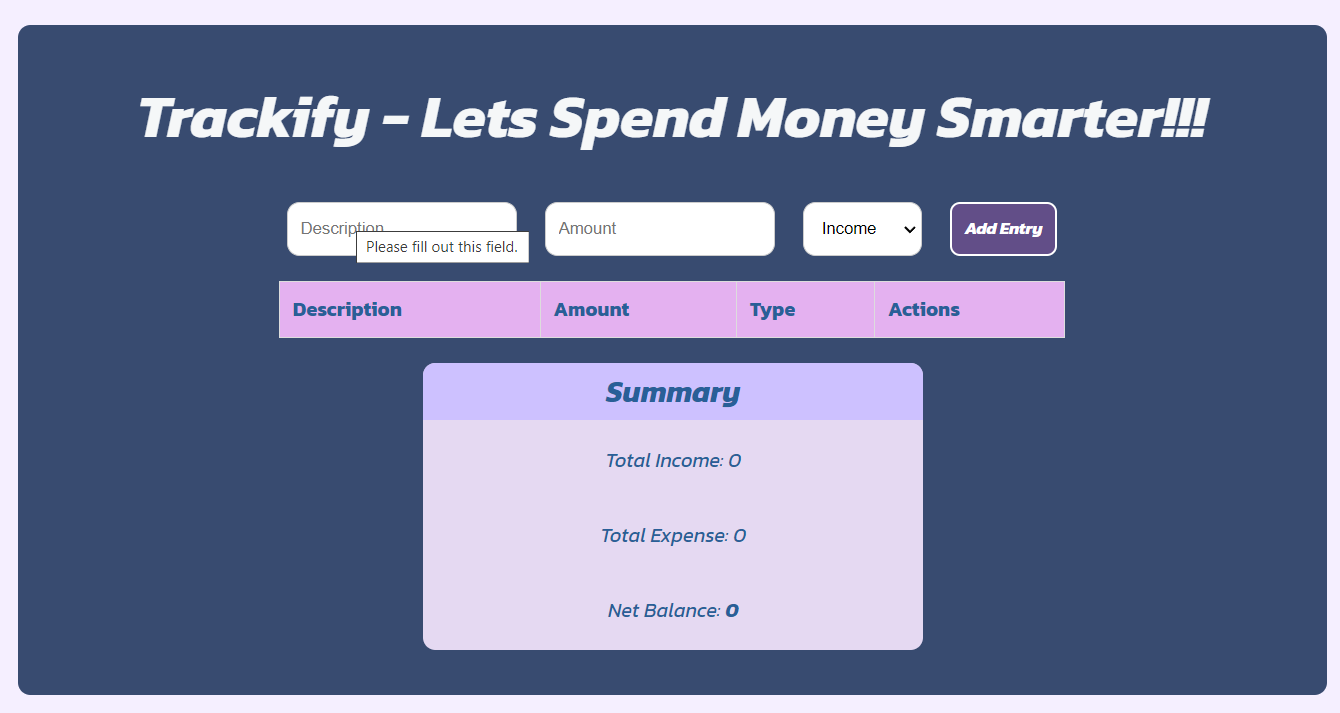 Trackify - Lets Spend Money Smarter!!!
Description Amount Income Add Entry
Please fill out this field.
Description Amount Type Actions
Summary
Total Income: 0
Total Expense: 0
Net Balance: 0